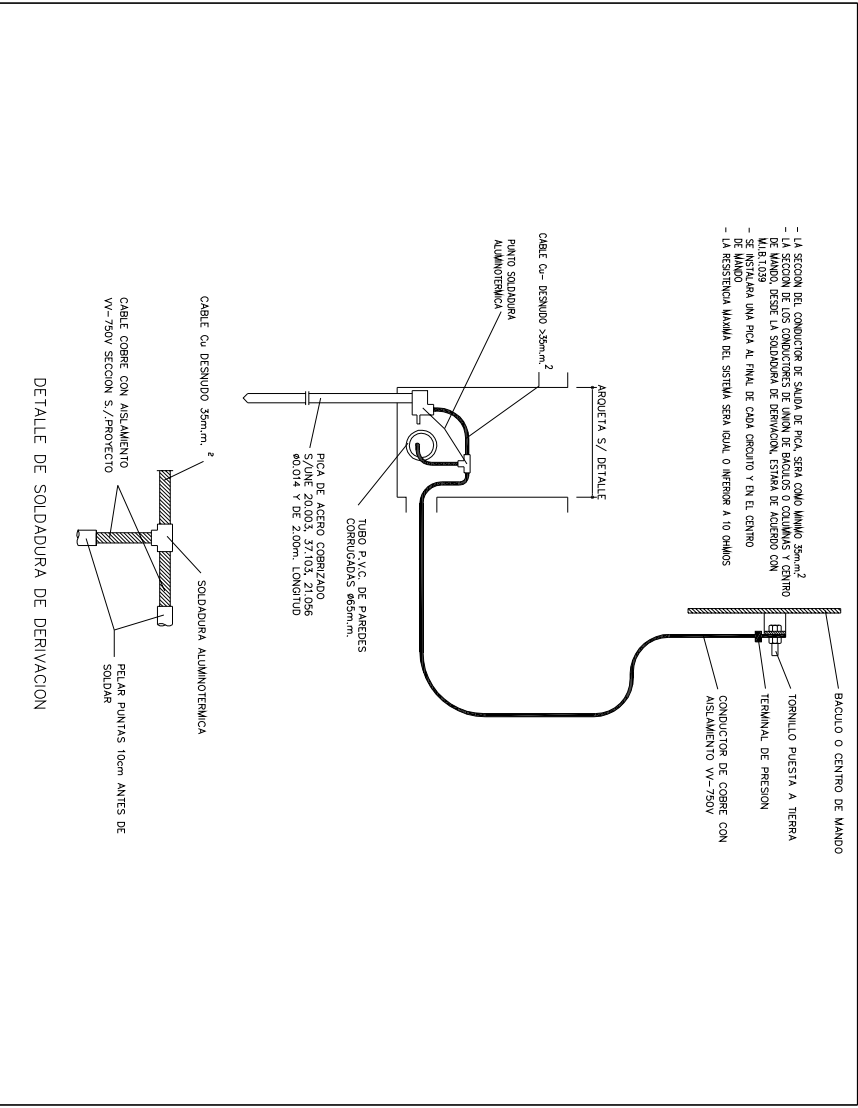 - LA SECCION DEL CONDUCTOR DE SALIDA DE PICA, SERA COMO MINIMO 35m.m.²
- LA SECCION DE LOS CONDUCTORES DE UNION DE BACULOS O COLUMNAS Y CENTRO
DE MANDO, DESDE LA SOLDADURA DE DERIVACION, ESTARA DE ACUERDO CON
M.I.B.T.039
- SE INSTALARA UNA PICA AL FINAL DE CADA CIRCUITO Y EN EL CENTRO
DE MANDO
- LA RESISTENCIA MAXIMA DEL SISTEMA SERA IGUAL O INFERIOR A 10 OHMIOS
BACULO O CENTRO DE MANDO
TORNILLO PUESTA A TIERRA
TERMINAL DE PRESION
CONDUCTOR DE COBRE CON
AISLAMIENTO VV-750V
ARQUETA S/ DETALLE
CABLE Cu- DESNUDO >35m.m.²
PUNTO SOLDADURA
ALUMINOTERMICA
TUBO P.V.C. DE PAREDES
CORRUGADAS ø65m.m.
PICA DE ACERO COBRIZADO
S/UNE 20.003, 37.103, 21.056
ø0.014 Y DE 2.00m. LONGITUD
CABLE Cu DESNUDO 35m.m. ²
SOLDADURA ALUMINOTERMICA
CABLE COBRE CON AISLAMIENTO
VV-750V SECCION S./PROYECTO
PELAR PUNTAS 10cm ANTES DE
SOLDAR
DETALLE DE SOLDADURA DE DERIVACION